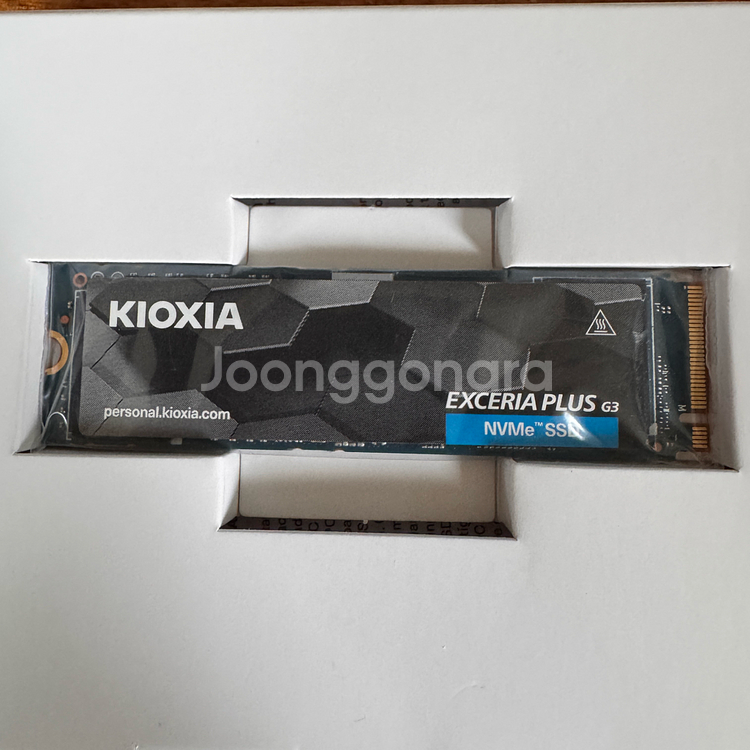 KIOXIA
Joonggonara
EXCERIA PLUS G3
personal.kioxia.com
NVMe™ SSD
M